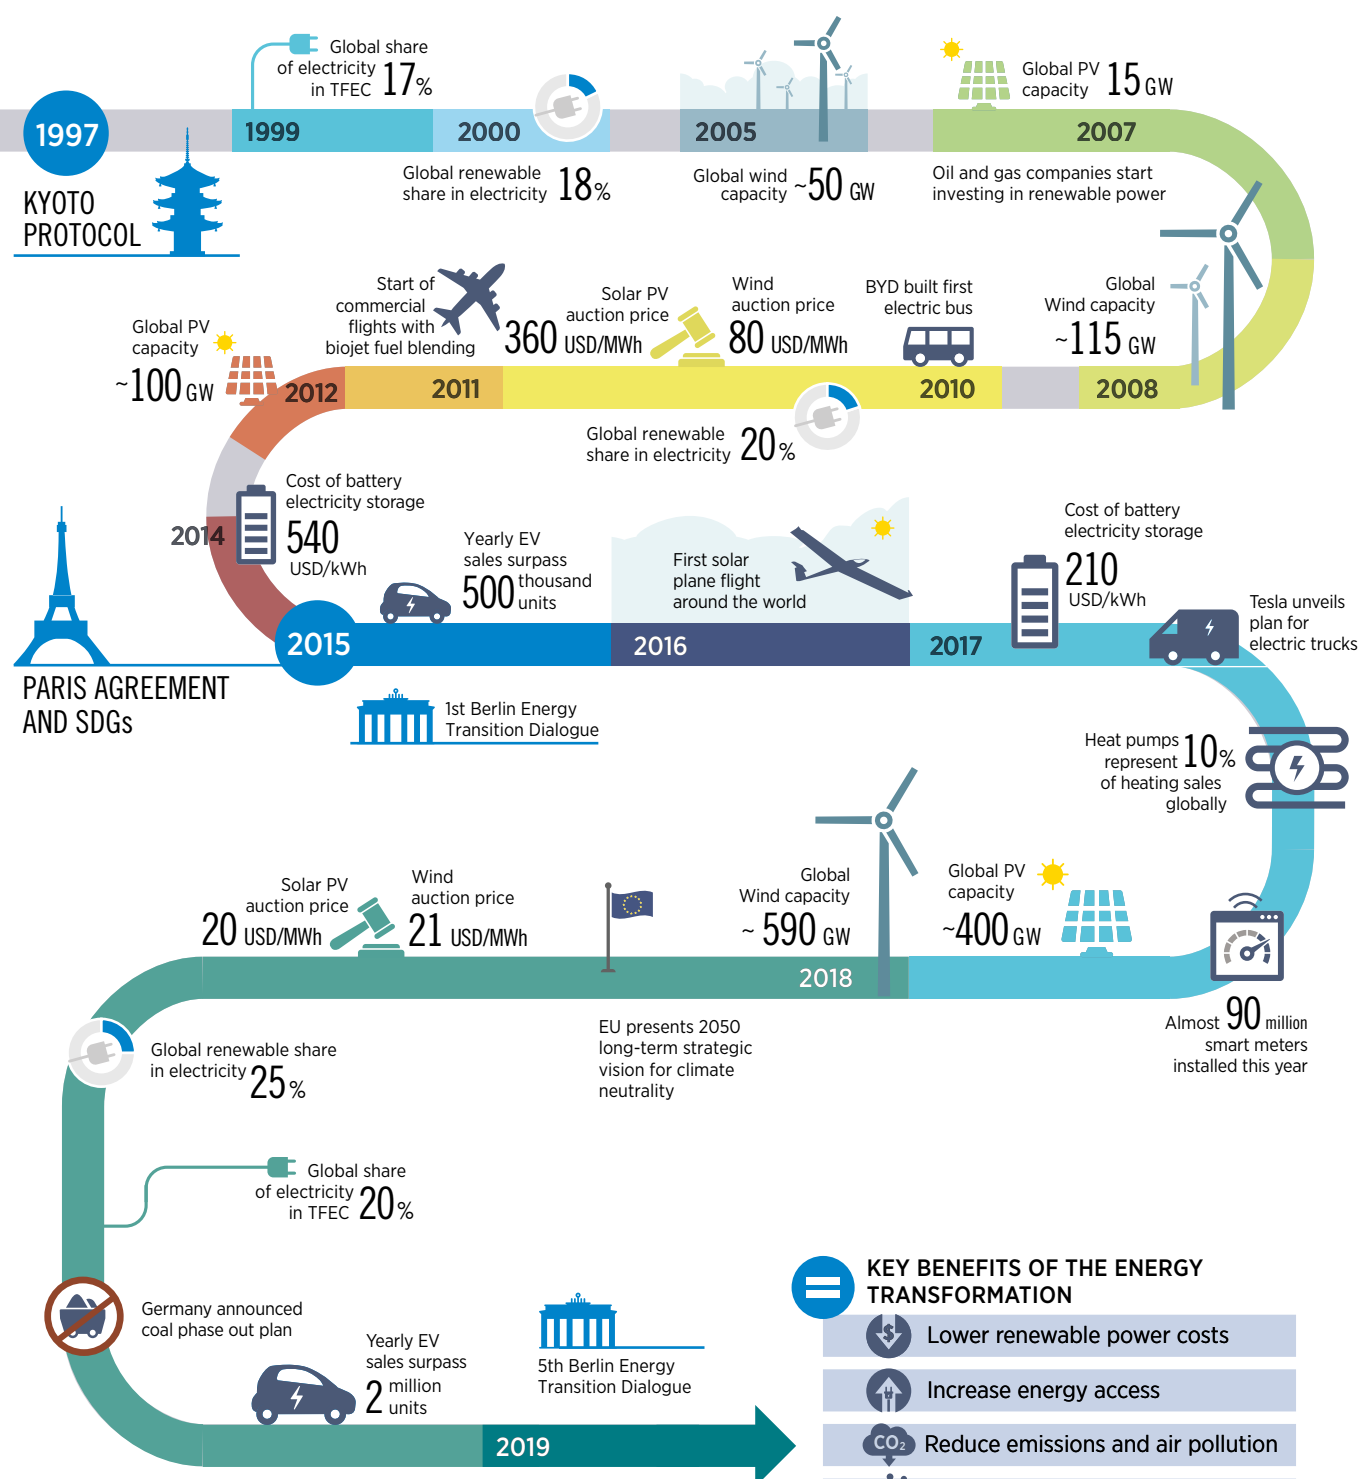 Global share
of electricity
in TFEC 17%
1997
1999
2000
2005
2007
Global PV
capacity 15 GW
KYOTO
PROTOCOL
Global renewable
share in electricity 18%
Global wind
capacity ~50 GW
Oil and gas companies start
investing in renewable power
Global PV
capacity
~100 GW
Start of
commercial
flights with
biojet fuel blending
Solar PV
auction price
360 USD/MWh
Wind
auction price
80 USD/MWh
BYD built first
electric bus
Global
Wind capacity
~115 GW
2012
2011
2010
2008
Global renewable
share in electricity 20%
2014
Cost of battery
electricity storage
540
USD/kWh
Yearly EV
sales surpass
500 thousand
units
First solar
plane flight
around the world
Cost of battery
electricity storage
210
USD/kWh
Tesla unveils
plan for
electric trucks
2015
2016
2017
PARIS AGREEMENT
AND SDGs
1st Berlin Energy
Transition Dialogue
Heat pumps
represent 10%
of heating sales
globally
Solar PV
auction price
20 USD/MWh
Wind
auction price
21 USD/MWh
Global
Wind capacity
~ 590 GW
Global PV
capacity
~400 GW
2018
Almost 90 million
smart meters
installed this year
EU presents 2050
long-term strategic
vision for climate
neutrality
Global renewable share
in electricity 25%
Global share
of electricity
in TFEC 20%
Germany announced
coal phase out plan
Yearly EV
sales surpass
2 million
units
5th Berlin Energy
Transition Dialogue
2019
KEY BENEFITS OF THE ENERGY
TRANSFORMATION
$ Lower renewable power costs
Increase energy access
CO₂ Reduce emissions and air pollution